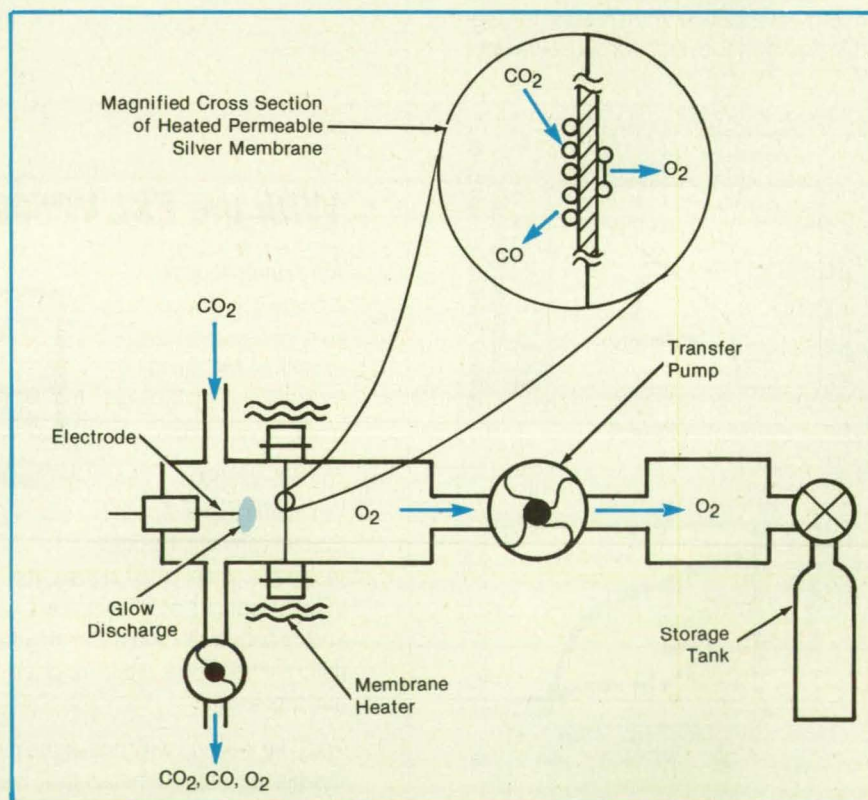 Magnified Cross Section
of Heated Permeable
Silver Membrane
CO2
O2
CO
CO2
Transfer
Pump
Electrode
O2
O2
Glow
Discharge
Membrane
Heater
Storage
Tank
CO2, CO, O2